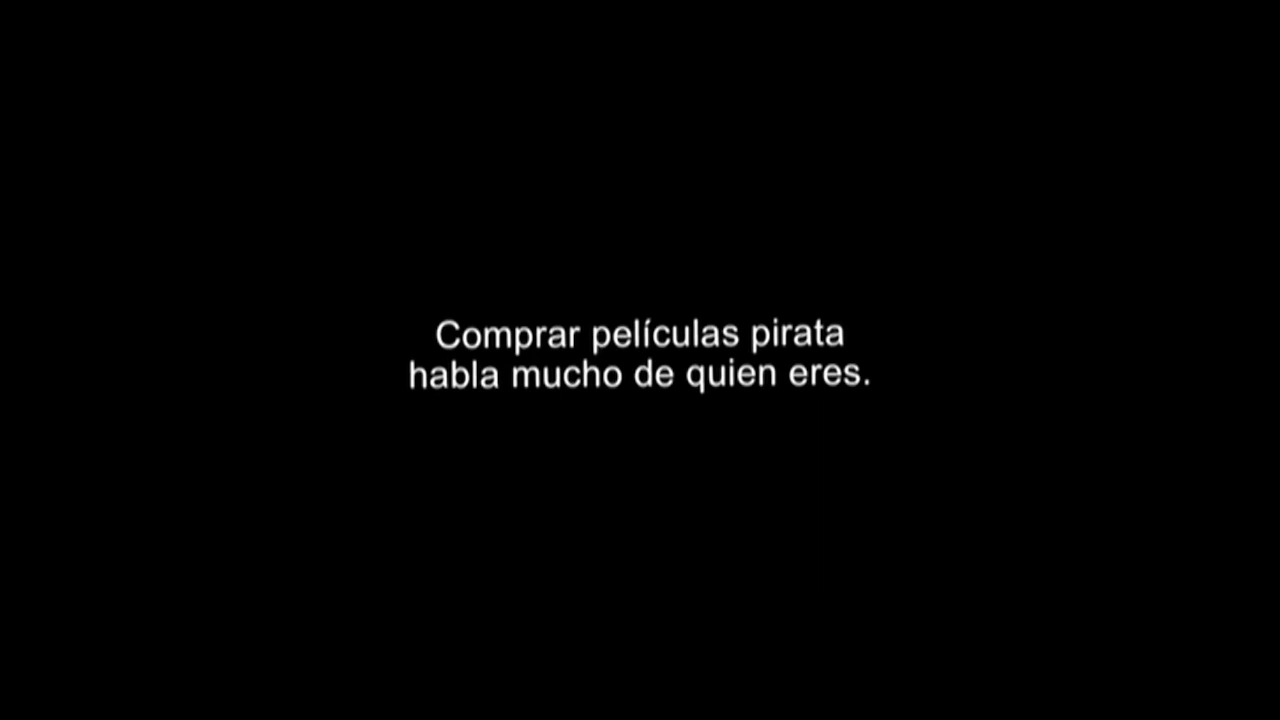 Comprar películas pirata
habla mucho de quien eres.